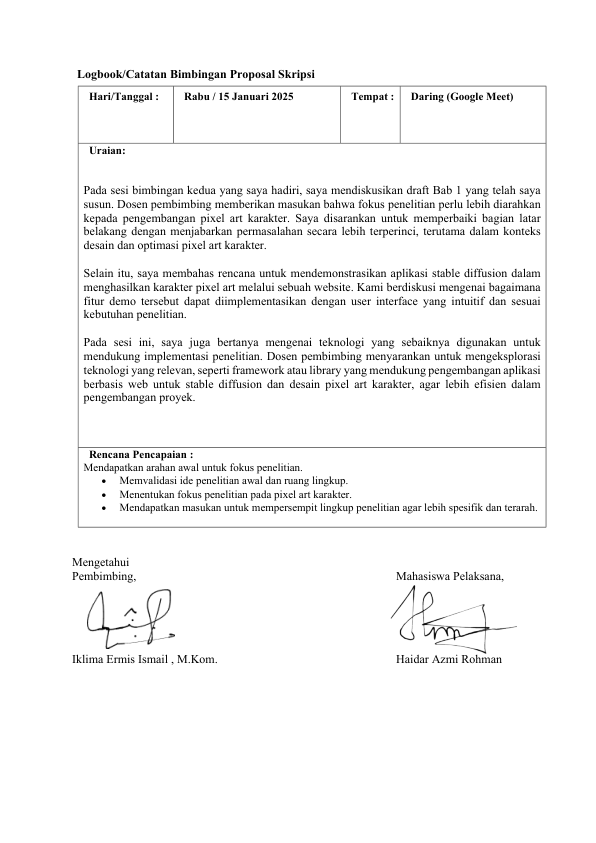 Logbook/Catatan Bimbingan Proposal Skripsi
Hari/Tanggal : Rabu / 15 Januari 2025 Tempat : Daring (Google Meet)
Uraian:
Pada sesi bimbingan kedua yang saya hadiri, saya mendiskusikan draft Bab 1 yang telah saya
susun. Dosen pembimbing memberikan masukan bahwa fokus penelitian perlu lebih diarahkan
kepada pengembangan pixel art karakter. Saya disarankan untuk memperbaiki bagian latar
belakang dengan menjabarkan permasalahan secara lebih terperinci, terutama dalam konteks
desain dan optimasi pixel art karakter.
Selain itu, saya membahas rencana untuk mendemonstrasikan aplikasi stable diffusion dalam
menghasilkan karakter pixel art melalui sebuah website. Kami berdiskusi mengenai bagaimana
fitur demo tersebut dapat diimplementasikan dengan user interface yang intuitif dan sesuai
kebutuhan penelitian.
Pada sesi ini, saya juga bertanya mengenai teknologi yang sebaiknya digunakan untuk
mendukung implementasi penelitian. Dosen pembimbing menyarankan untuk mengeksplorasi
teknologi yang relevan, seperti framework atau library yang mendukung pengembangan aplikasi
berbasis web untuk stable diffusion dan desain pixel art karakter, agar lebih efisien dalam
pengembangan proyek.
Rencana Pencapaian :
Mendapatkan arahan awal untuk fokus penelitian.
• Memvalidasi ide penelitian awal dan ruang lingkup.
• Menentukan fokus penelitian pada pixel art karakter.
• Mendapatkan masukan untuk mempersempit lingkup penelitian agar lebih spesifik dan terarah.
Mengetahui
Pembimbing, Mahasiswa Pelaksana,
Iklima Ermis Ismail , M.Kom. Haidar Azmi Rohman